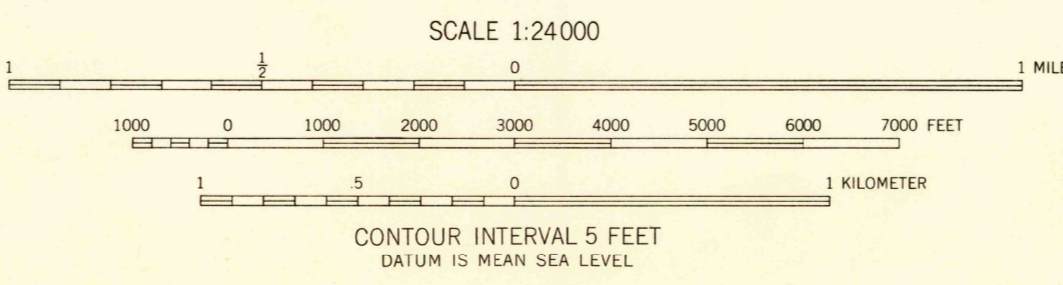 SCALE 1:24000
1 1/2 0 1 MILE
1000 0 1000 2000 3000 4000 5000 6000 7000 FEET
1 .5 0 1 KILOMETER
CONTOUR INTERVAL 5 FEET
DATUM IS MEAN SEA LEVEL